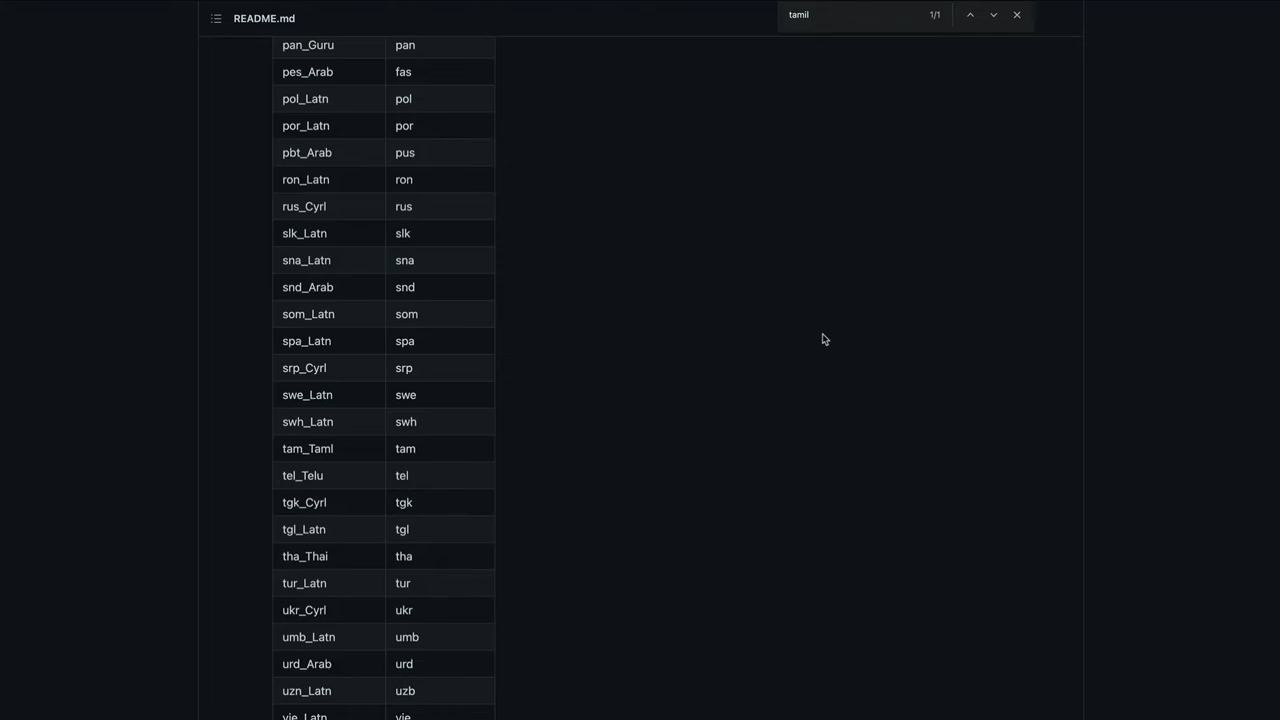 README.md
tamil 1/1
pan_Guru pan
pes_Arab fas
pol_Latn pol
por_Latn por
pbt_Arab pus
ron_Latn ron
rus_Cyrl rus
slk_Latn slk
sna_Latn sna
snd_Arab snd
som_Latn som
spa_Latn spa
srp_Cyrl srp
swe_Latn swe
swh_Latn swh
tam_Taml tam
tel_Telu tel
tgk_Cyrl tgk
tgl_Latn tgl
tha_Thai tha
tur_Latn tur
ukr_Cyrl ukr
umb_Latn umb
urd_Arab urd
uzn_Latn uzb
vie_Latn vie